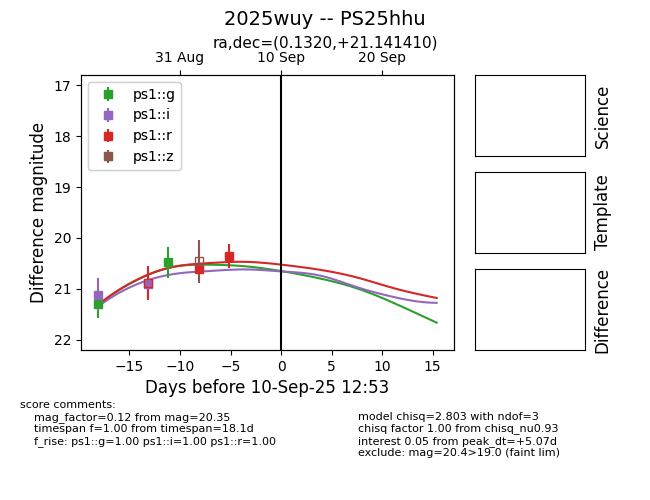 2025wuy -- PS25hhu
ra,dec=(0.1320,+21.141410)
31 Aug
10 Sep
20 Sep
17
18
19
20
21
22
Difference magnitude
ps1::g
ps1::i
ps1::r
ps1::z
−15
−10
−5
0
5
10
15
Days before 10-Sep-25 12:53
Science
Template
Difference
score comments:
mag_factor=0.12 from mag=20.35
timespan f=1.00 from timespan=18.1d
f_rise: ps1::g=1.00 ps1::i=1.00 ps1::r=1.00
model chisq=2.803 with ndof=3
chisq factor 1.00 from chisq_nu0.93
interest 0.05 from peak_dt=+5.07d
exclude: mag=20.4>19.0 (faint lim)